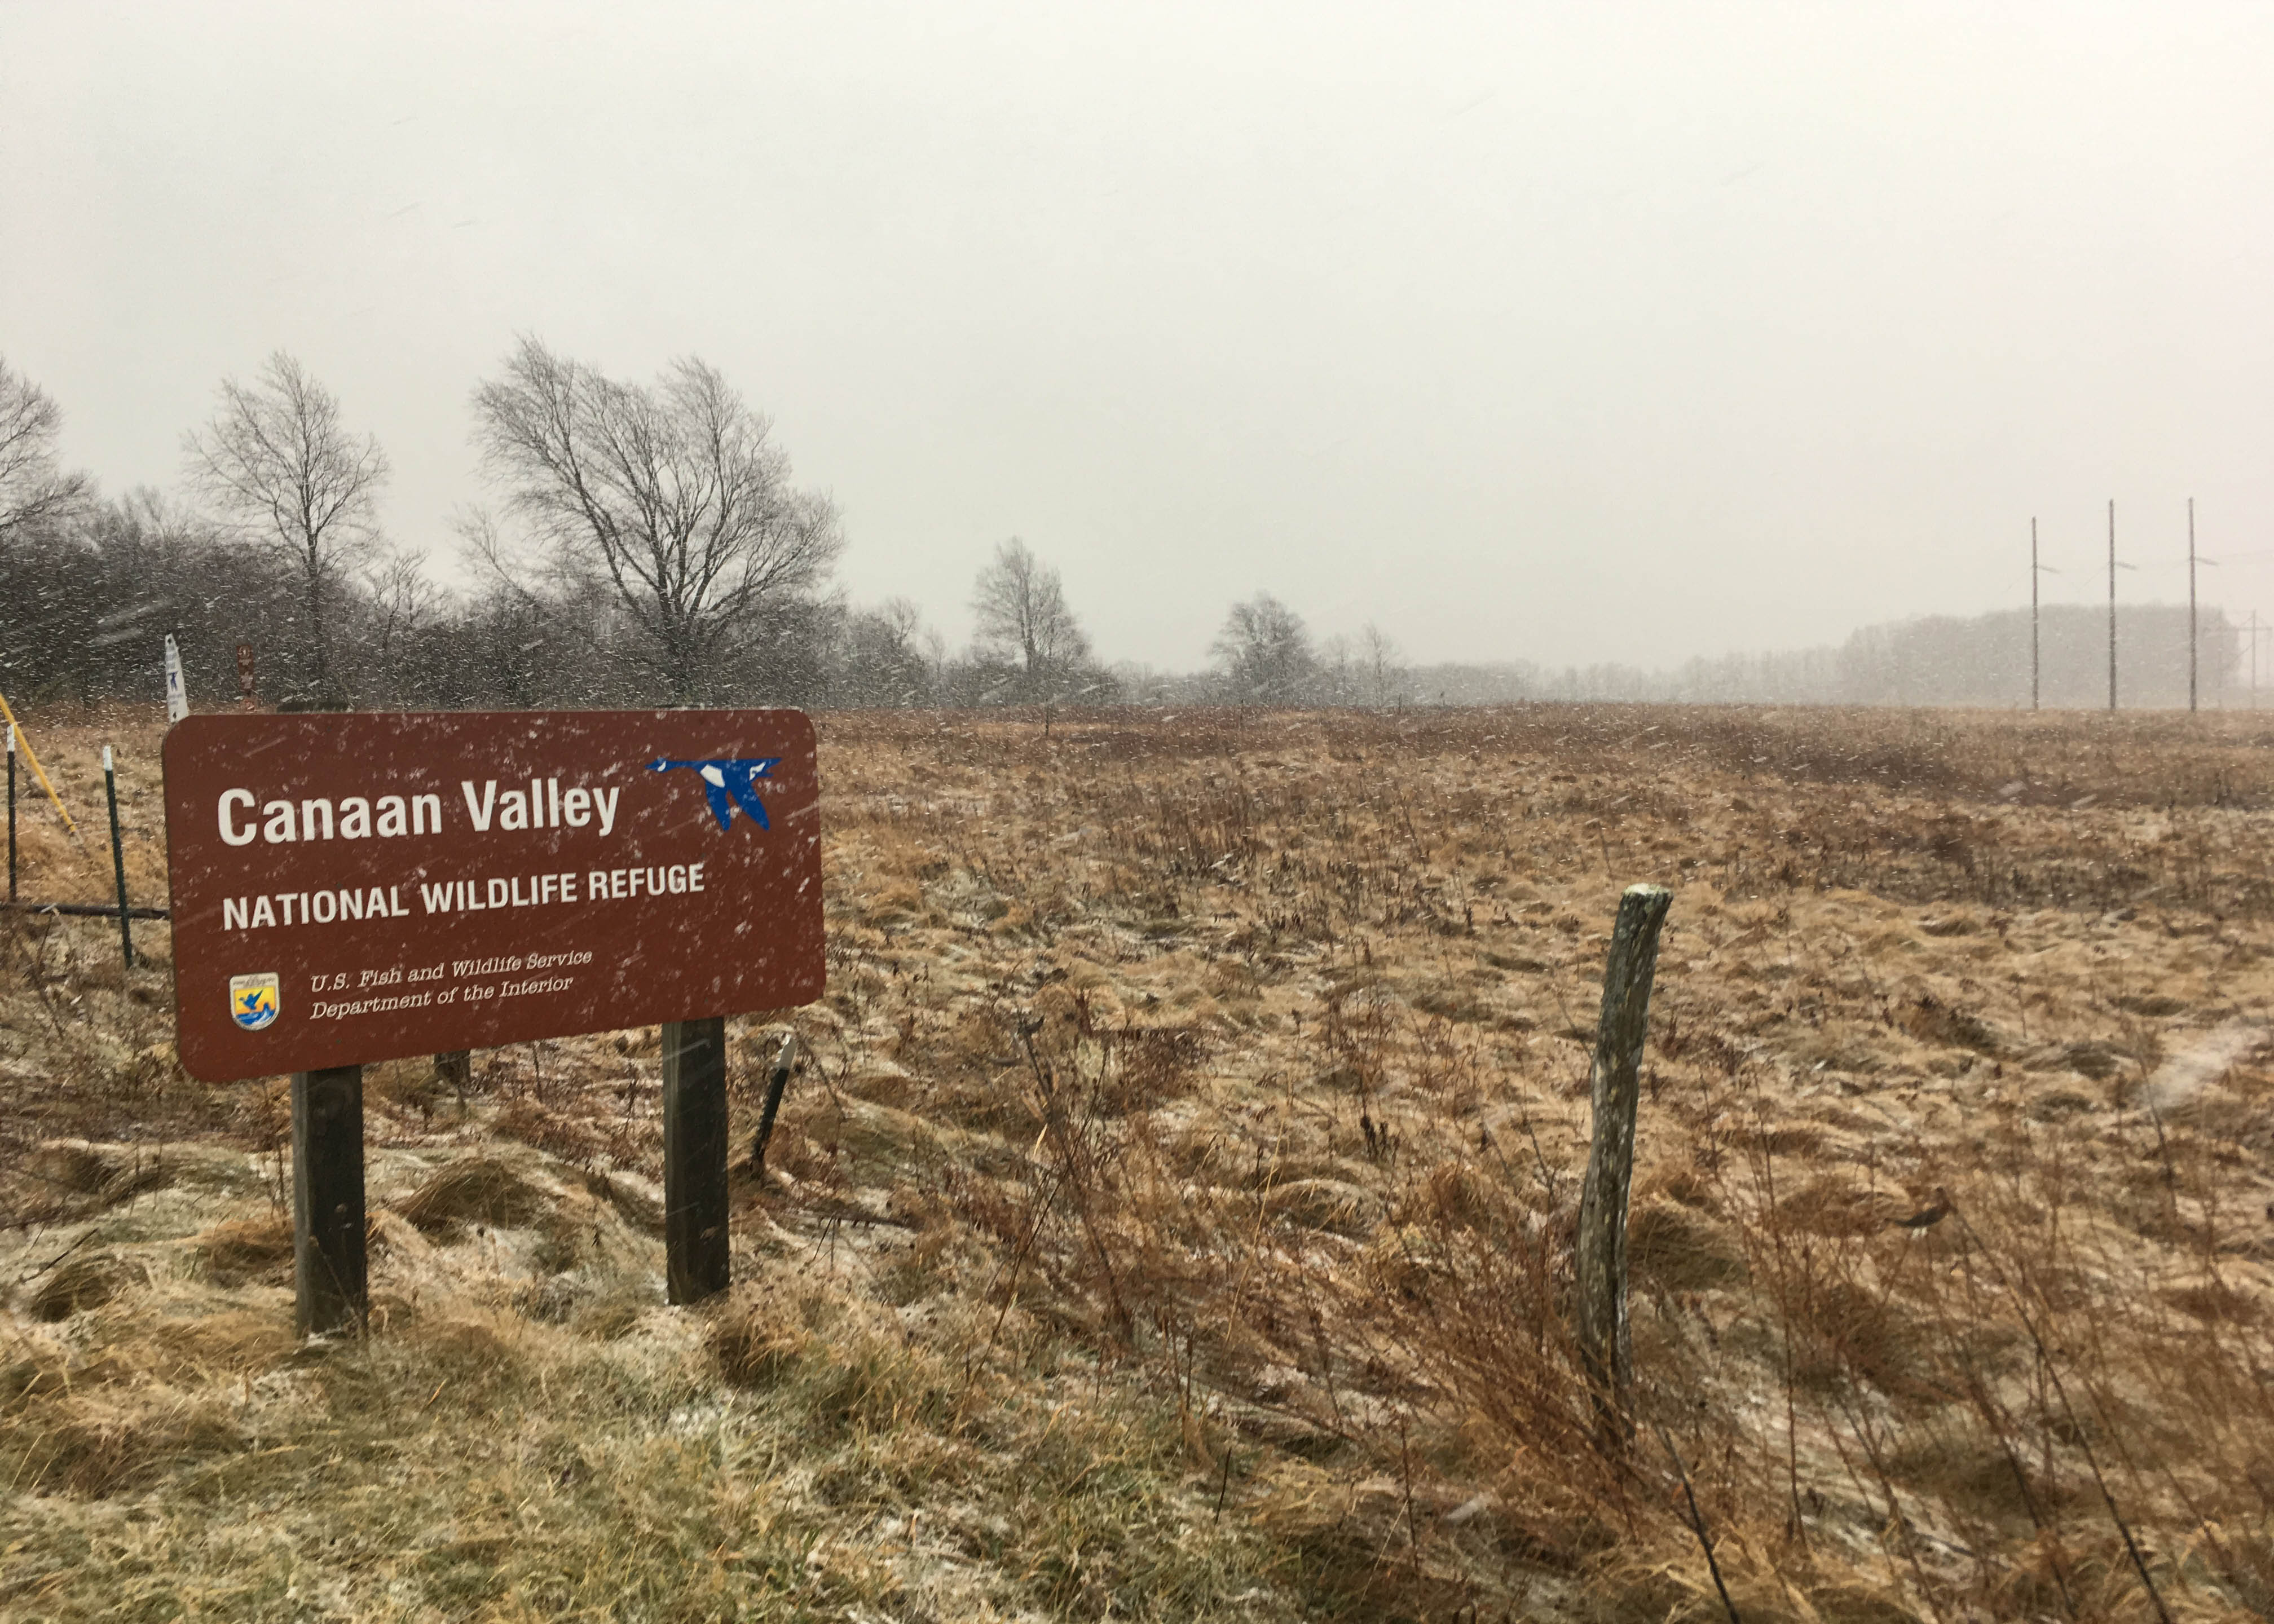 Canaan Valley
NATIONAL WILDLIFE REFUGE
U.S. Fish and Wildlife Service
Department of the Interior